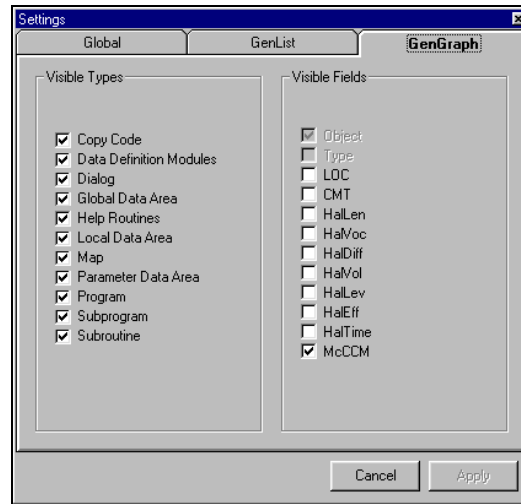 Settings
Global GenList GenGraph
Visible Types
Copy Code
Data Definition Modules
Dialog
Global Data Area
Help Routines
Local Data Area
Map
Parameter Data Area
Program
Subprogram
Subroutine
Visible Fields
Object
Type
LOC
CMT
HalLen
HalVoc
HalDiff
HalVol
HalLev
HalEff
HalTime
McCCM
Cancel Apply